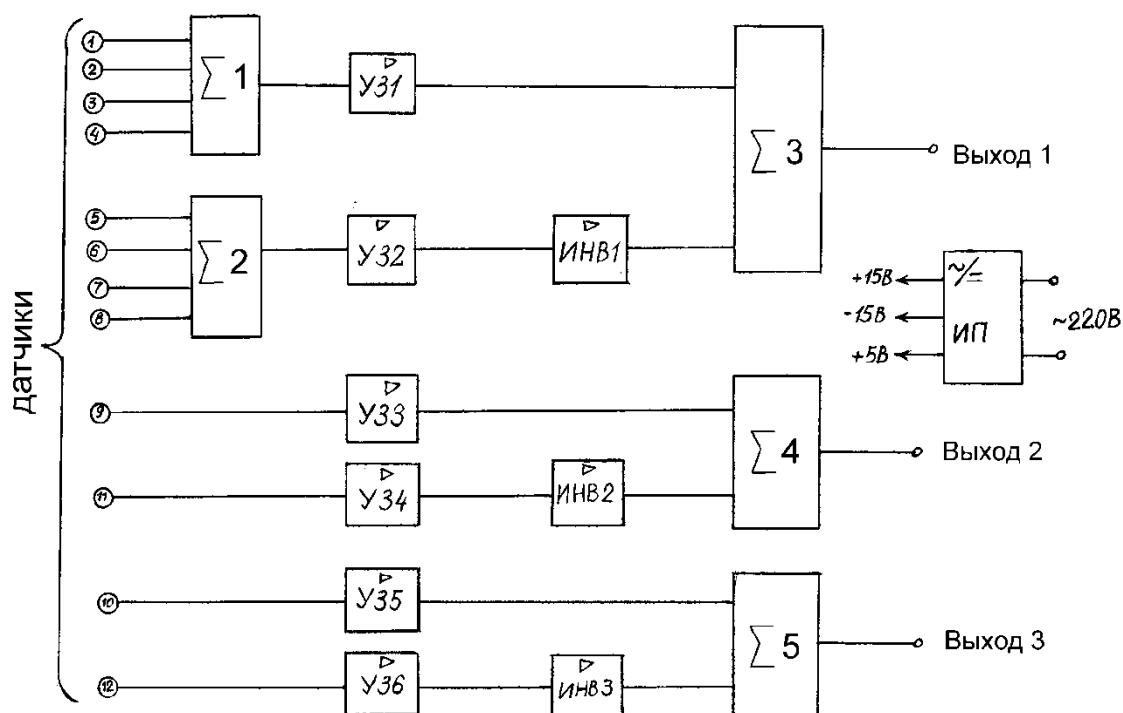 датчики
1
2
3
4
∑ 1
УЗ1
5
6
7
8
∑ 2
УЗ2
ИНВ1
∑ 3
Выход 1
+15В
-15В
+5В
~/=
ИП
~220В
9
УЗ3
11
УЗ4
ИНВ2
∑ 4
Выход 2
10
УЗ5
12
УЗ6
ИНВ3
∑ 5
Выход 3